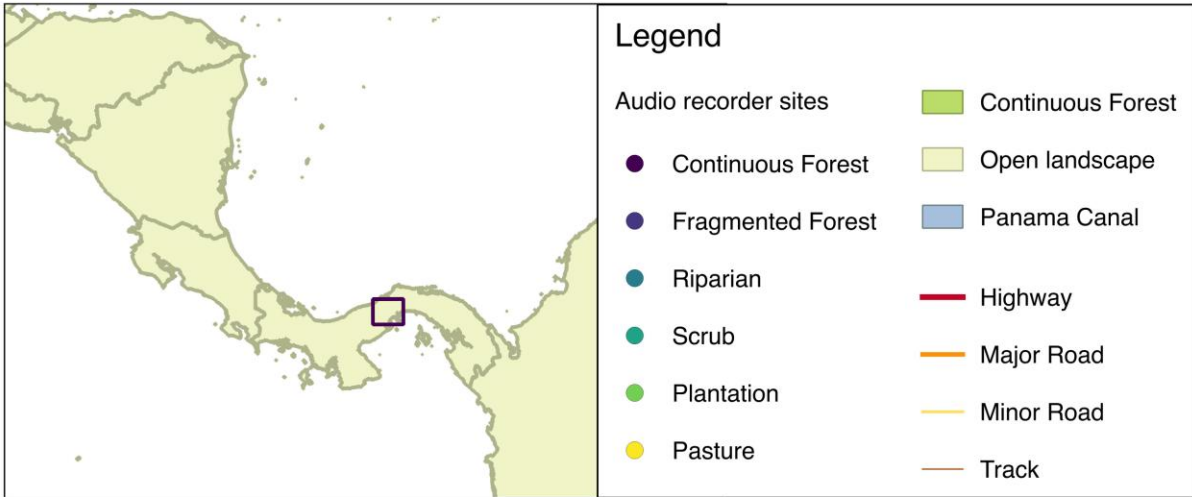 Legend
Audio recorder sites
Continuous Forest
Fragmented Forest
Riparian
Scrub
Plantation
Pasture
Continuous Forest
Open landscape
Panama Canal
Highway
Major Road
Minor Road
Track